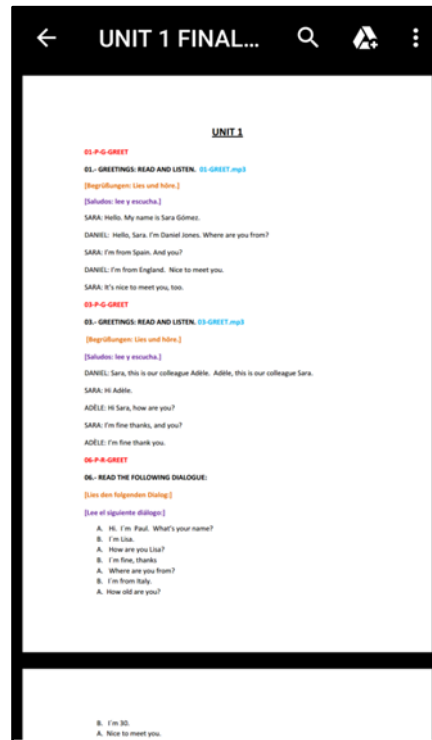 UNIT 1 FINAL...
UNIT 1
01-P-G-GREET
01.- GREETINGS: READ AND LISTEN. 01-GREET.mp3
[Begrüßungen: Lies und höre.]
[Saludos: lee y escucha.]
SARA: Hello. My name is Sara Gómez.
DANIEL: Hello, Sara. I'm Daniel Jones. Where are you from?
SARA: I'm from Spain. And you?
DANIEL: I'm from England. Nice to meet you.
SARA: It's nice to meet you, too.
03-P-G-GREET
03.- GREETINGS: READ AND LISTEN. 03-GREET.mp3
[Begrüßungen: Lies und höre.]
[Saludos: lee y escucha.]
DANIEL: Sara, this is our colleague Adèle. Adèle, this is our colleague Sara.
SARA: Hi Adèle.
ADÈLE: Hi Sara, how are you?
SARA: I'm fine thanks, and you?
ADÈLE: I'm fine thank you.
06-P-R-GREET
06.- READ THE FOLLOWING DIALOGUE:
[Lies den folgenden Dialog:]
[Lee el siguiente diálogo:]
A. Hi. I´m Paul. What's your name?
B. I´m Lisa.
A. How are you Lisa?
B. I´m fine, thanks
A. Where are you from?
B. I´m from Italy.
A. How old are you?
B. I´m 30.
A. Nice to meet you.